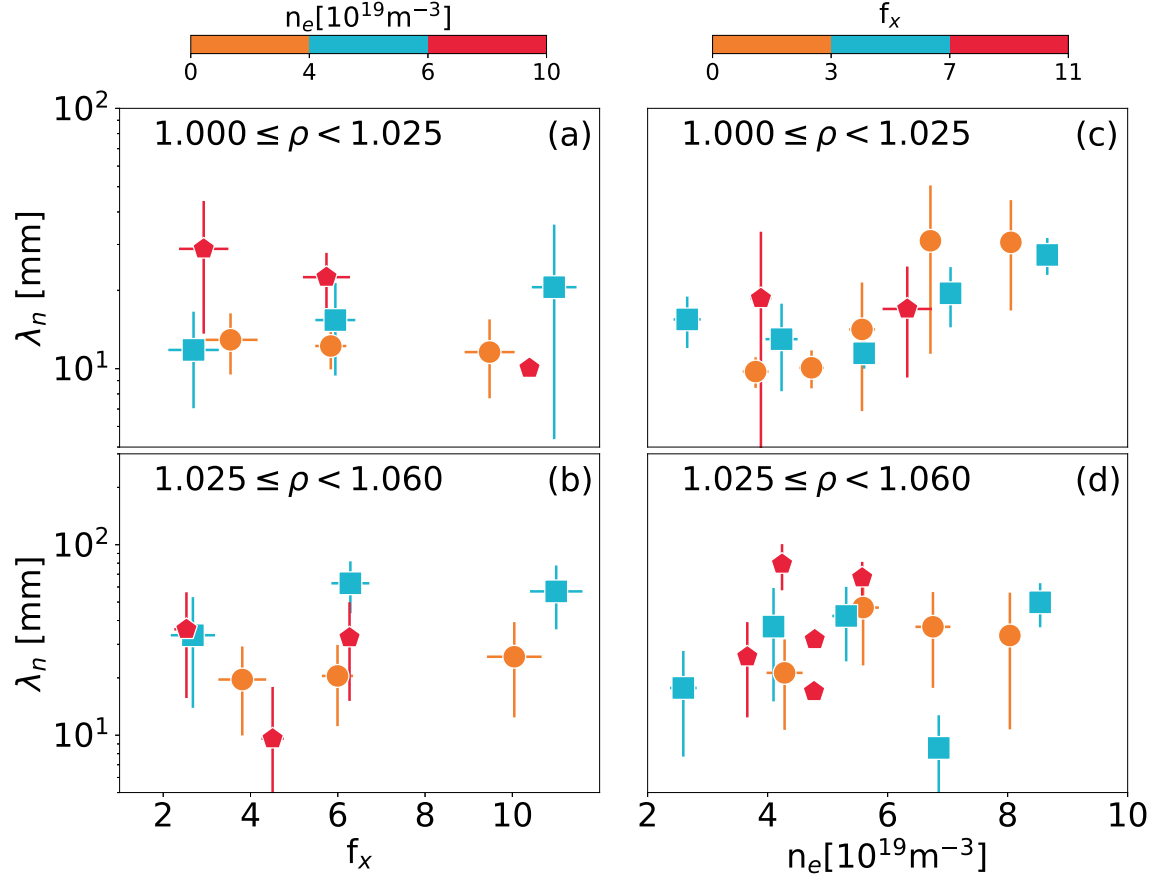 n_e[10^{19}m^{-3}]
0 4 6 10
f_x
0 3 7 11
1.000 ≤ ρ < 1.025 (a)
10^2
10^1
λ_n [mm]
1.025 ≤ ρ < 1.060 (b)
10^2
10^1
λ_n [mm]
2 4 6 8 10
f_x
1.000 ≤ ρ < 1.025 (c)
1.025 ≤ ρ < 1.060 (d)
2 4 6 8 10
n_e[10^{19}m^{-3}]